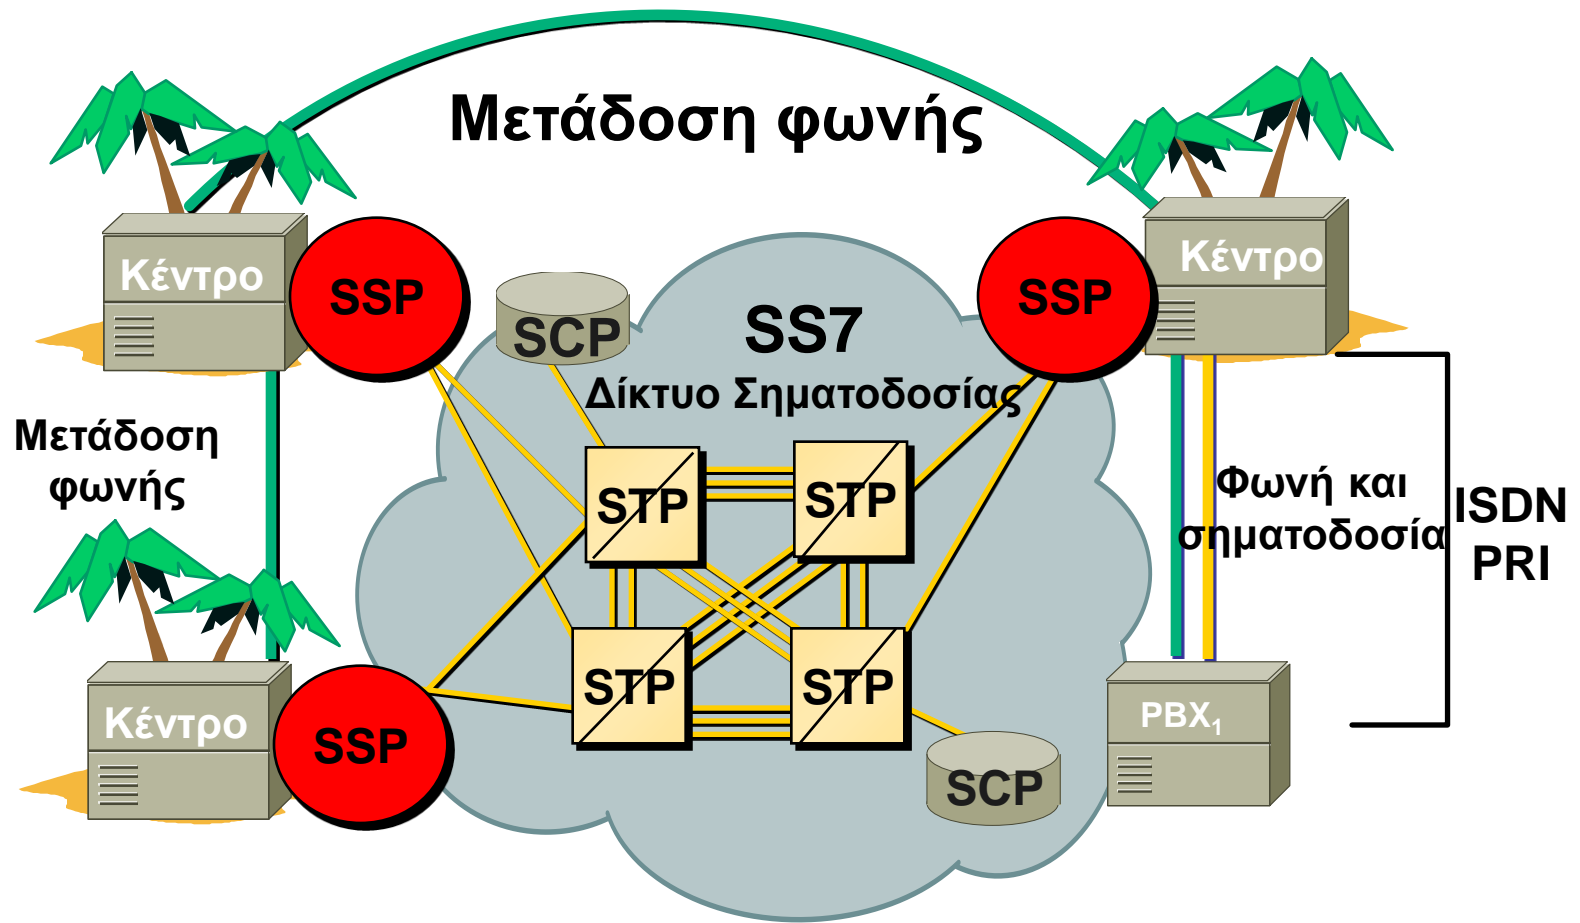 Μετάδοση φωνής
Κέντρο
SSP
SCP
SS7
Δίκτυο Σηματοδοσίας
SSP
Κέντρο
Μετάδοση
φωνής
STP
STP
Φωνή και
σηματοδοσία
ISDN
PRI
STP
STP
Κέντρο
SSP
SCP
PBX₁